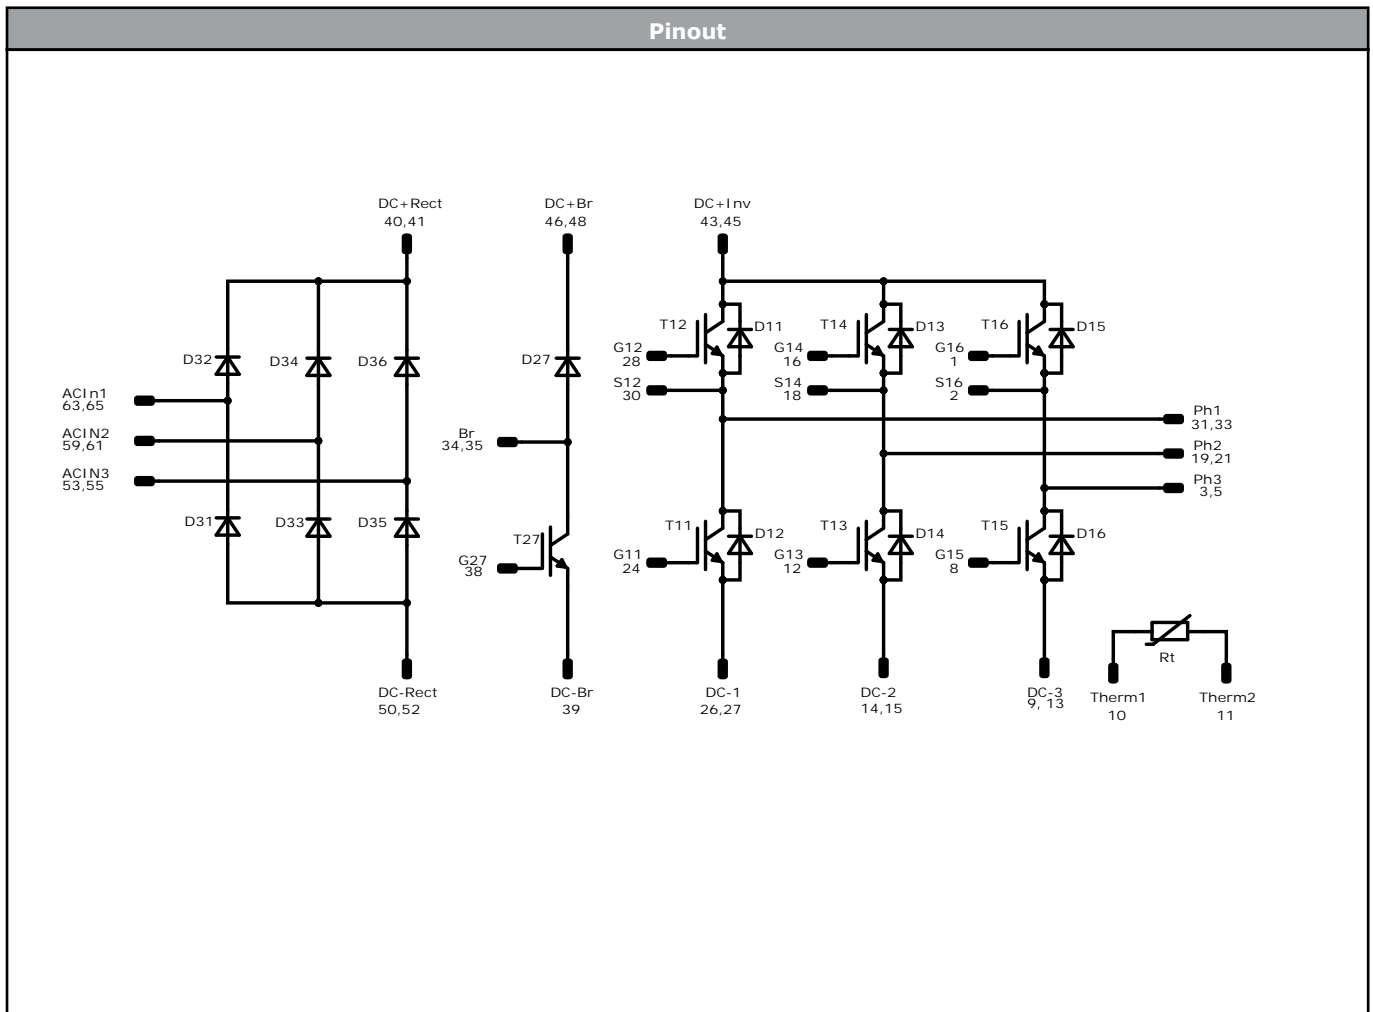 Pinout
DC+Rect
40,41
DC+Br
46,48
DC+Inv
43,45
D32
D34
D36
D27
T12
D11
T14
D13
T16
D15
G12
28
G14
16
G16
1
S12
30
S14
18
S16
2
ACIn1
63,65
ACIN2
59,61
ACIN3
53,55
Br
34,35
Ph1
31,33
Ph2
19,21
Ph3
3,5
D31
D33
D35
T27
G27
38
T11
D12
T13
D14
T15
D16
G11
24
G13
12
G15
8
Rt
DC-Rect
50,52
DC-Br
39
DC-1
26,27
DC-2
14,15
DC-3
9, 13
Therm1
10
Therm2
11